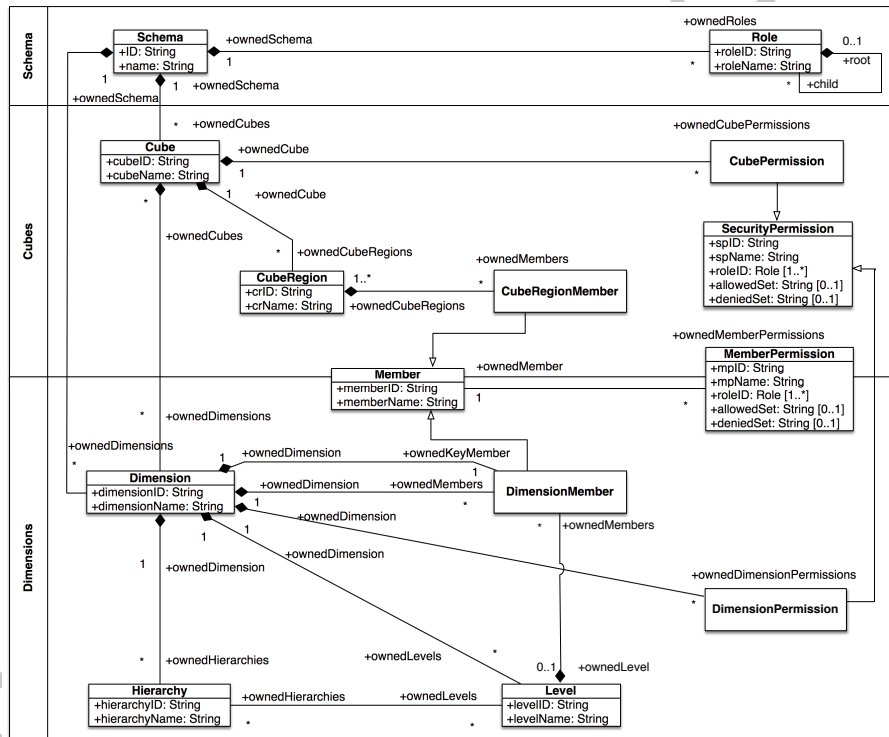 Schema
Schema
+ID: String
+name: String
+ownedSchema
1
+ownedRoles
*
Role
+roleID: String
+roleName: String
0..1
+root
*
+child
1
+ownedSchema
1
+ownedSchema
*
+ownedCubes
Cubes
Cube
+cubeID: String
+cubeName: String
+ownedCube
1
+ownedCubePermissions
*
CubePermission
1
+ownedCube
*
+ownedCubeRegions
*
+ownedCubes
SecurityPermission
+spID: String
+spName: String
+roleID: Role [1..*]
+allowedSet: String [0..1]
+deniedSet: String [0..1]
CubeRegion
+crID: String
+crName: String
1..*
+ownedCubeRegions
+ownedMembers
*
CubeRegionMember
Member
+memberID: String
+memberName: String
+ownedMember
1
+ownedMemberPermissions
*
MemberPermission
+mpID: String
+mpName: String
+roleID: Role [1..*]
+allowedSet: String [0..1]
+deniedSet: String [0..1]
Dimensions
*
+ownedDimensions
+ownedDimensions
*
Dimension
+dimensionID: String
+dimensionName: String
1
+ownedDimension
+ownedKeyMember
1
+ownedDimension
+ownedMembers
*
DimensionMember
1
+ownedDimension
*
+ownedMembers
1
1
+ownedDimension
1
+ownedDimension
+ownedDimensionPermissions
*
DimensionPermission
*
+ownedHierarchies
+ownedLevels
*
0..1
+ownedLevel
Hierarchy
+hierarchyID: String
+hierarchyName: String
+ownedHierarchies
*
+ownedLevels
*
Level
+levelID: String
+levelName: String